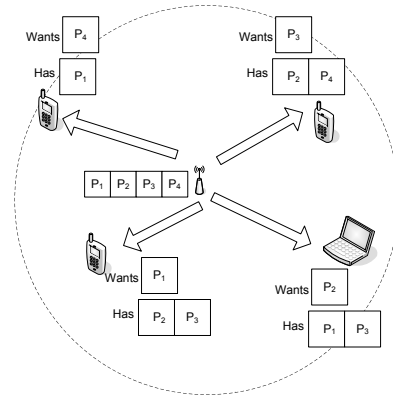 Wants P₄
Has P₁
Wants P₃
Has P₂ P₄
P₁ P₂ P₃ P₄
Wants P₁
Has P₂ P₃
Wants P₂
Has P₁ P₃